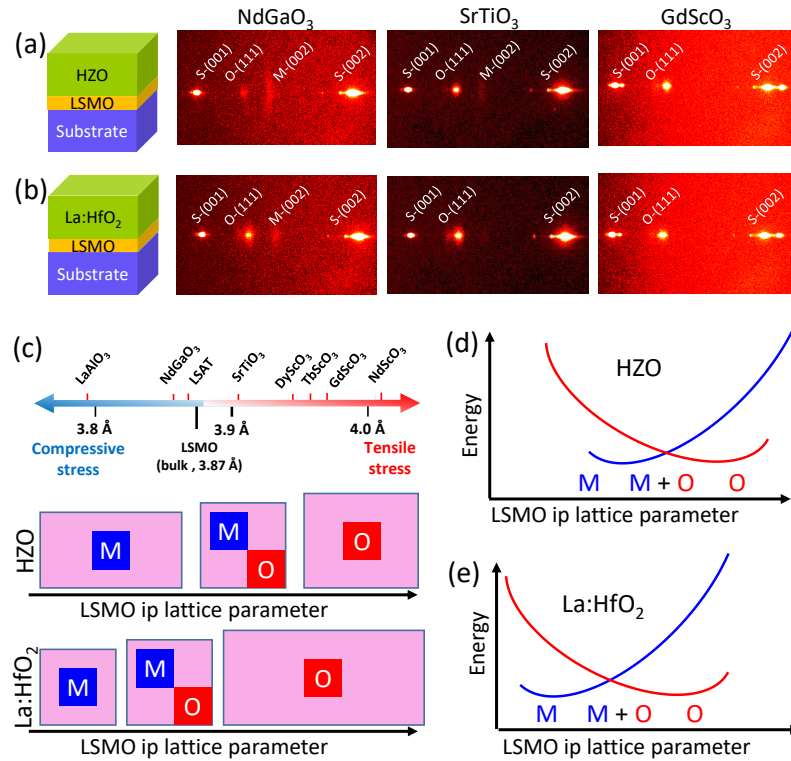 NdGaO₃ SrTiO₃ GdScO₃
(a)
HZO
LSMO
Substrate
S-(001) O-(111) M-(002) S-(002)
S-(001) O-(111) M-(002) S-(002)
S-(001) O-(111) S-(002)
(b)
La:HfO₂
LSMO
Substrate
S-(001) O-(111) M-(002) S-(002)
S-(001) O-(111) S-(002)
S-(001) O-(111) S-(002)
(c)
LaAlO₃ NdGaO₃ LSAT SrTiO₃ DyScO₃ TbScO₃ GdScO₃ NdScO₃
3.8 Å 3.9 Å 4.0 Å
Compressive stress
LSMO
(bulk , 3.87 Å)
Tensile stress
HZO
M M O O
LSMO ip lattice parameter
La:HfO₂
M M O O
LSMO ip lattice parameter
(d)
HZO
Energy
M M + O O
LSMO ip lattice parameter
(e)
La:HfO₂
Energy
M M + O O
LSMO ip lattice parameter